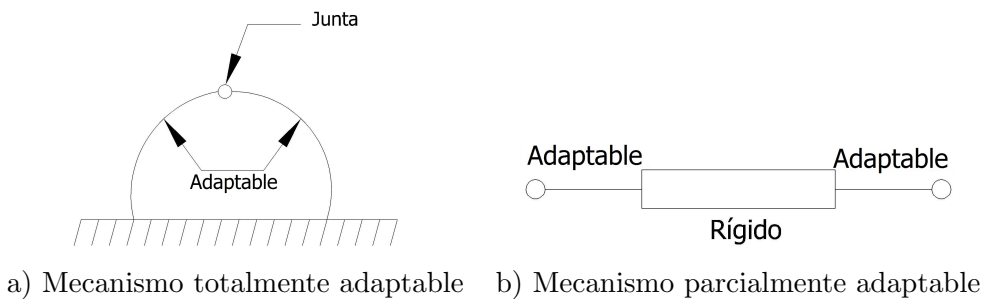 Junta
Adaptable
Adaptable
Adaptable
Rígido
a) Mecanismo totalmente adaptable
b) Mecanismo parcialmente adaptable